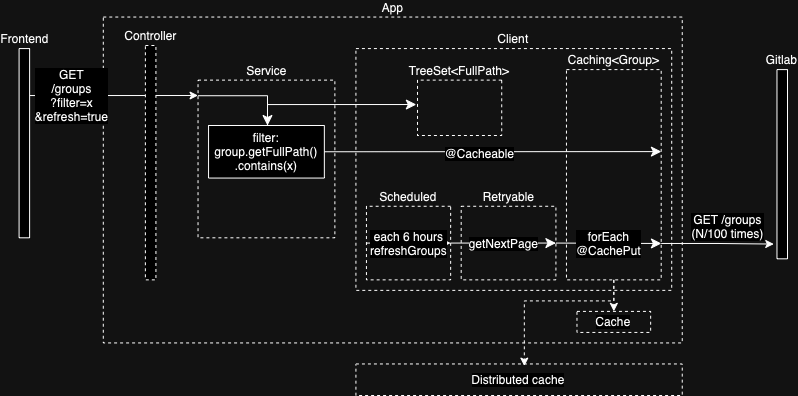 App
Frontend
Controller
Client
Gitlab
Service
TreeSet<FullPath>
Caching<Group>
GET
/groups
?filter=x
&refresh=true
filter:
group.getFullPath()
.contains(x)
@Cacheable
Scheduled
Retryable
each 6 hours
refreshGroups
getNextPage
forEach
@CachePut
GET /groups
(N/100 times)
Cache
Distributed cache